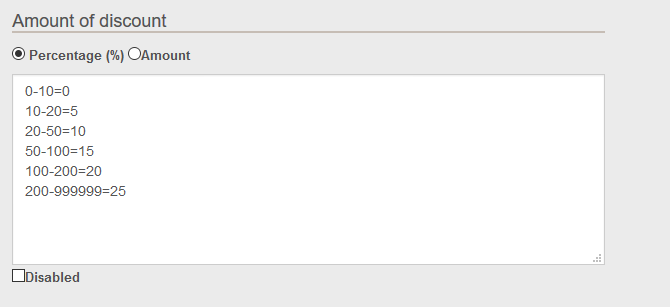 Amount of discount
Percentage (%) Amount
0-10=0
10-20=5
20-50=10
50-100=15
100-200=20
200-999999=25
Disabled